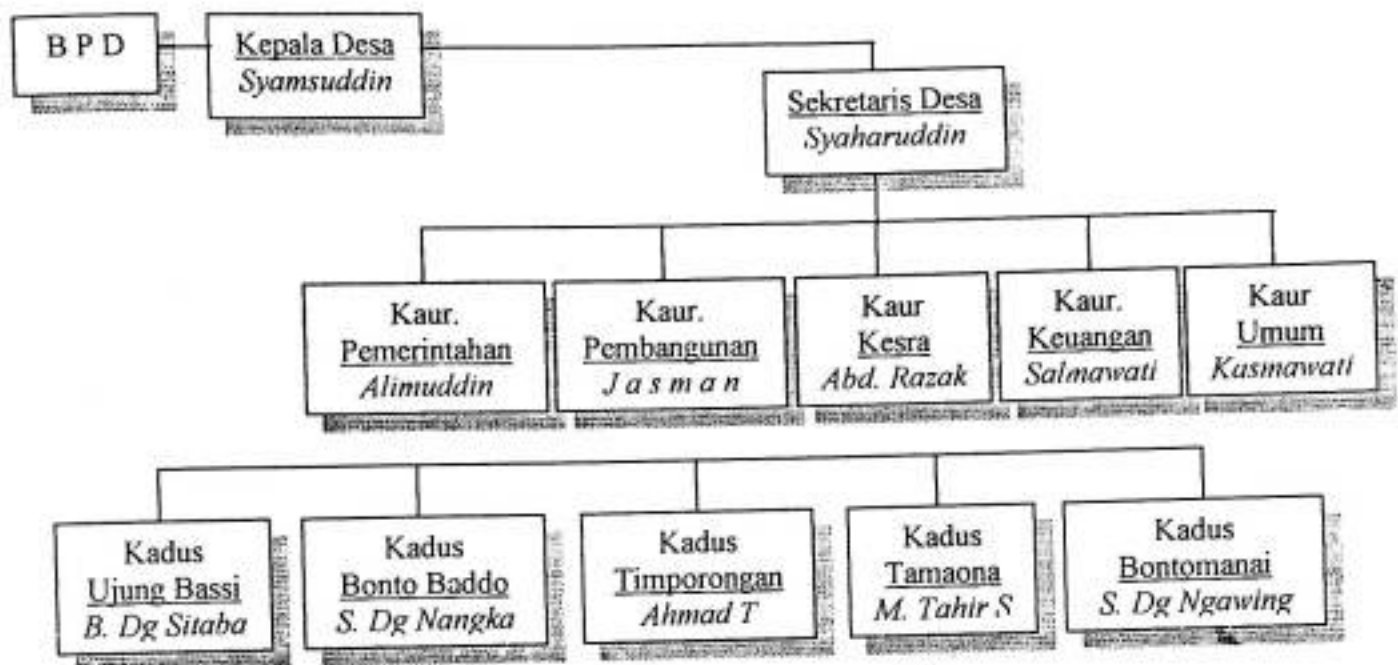 B P D
Kepala Desa
Syamsuddin
Sekretaris Desa
Syaharuddin
Kaur.
Pemerintahan
Alimuddin
Kaur.
Pembangunan
J a s m a n
Kaur
Kesra
Abd. Razak
Kaur.
Keuangan
Salmawati
Kaur
Umum
Kasmawati
Kadus
Ujung Bassi
B. Dg Sitaba
Kadus
Bonto Baddo
S. Dg Nangka
Kadus
Timporongan
Ahmad T
Kadus
Tamaona
M. Tahir S
Kadus
Bontomanai
S. Dg Ngawing